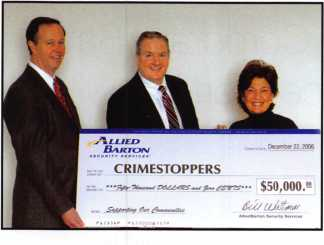 ALLIED
BARTON
SECURITY SERVICES
December 22, 2006
CRIMESTOPPERS
***Fifty Thousand DOLLARS and Zero CENTS***
$50,000.00
Supporting Our Communities
Bill Whitmore
AlliedBarton Security Services